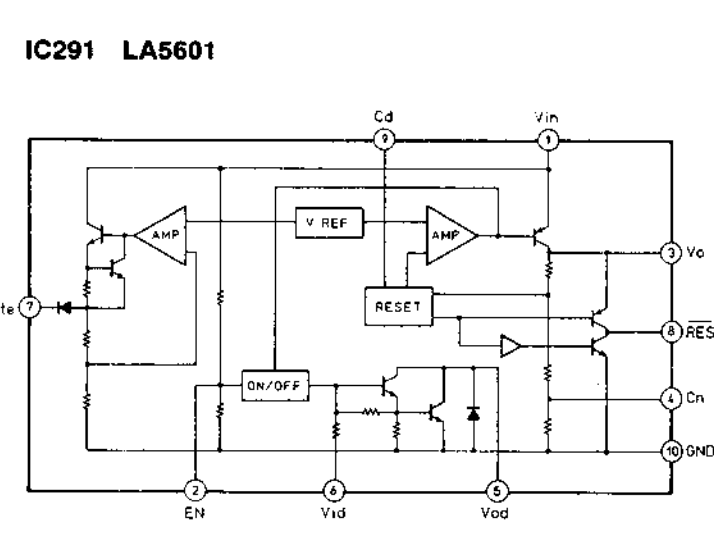 IC291 LA5601
Cd Vin
9 1
AMP V REF AMP
3 Vo
te 7 RESET
8 RES
ON/OFF
4 Cn
10 GND
2 6 5
EN Vid Vod